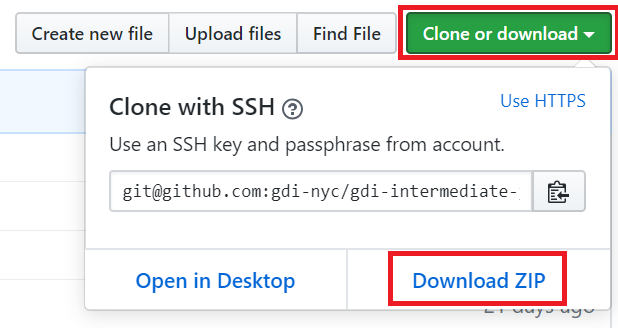 Create new file Upload files Find File Clone or download
Clone with SSH ?
Use HTTPS
Use an SSH key and passphrase from account.
git@github.com:gdi-nyc/gdi-intermediate-
Open in Desktop Download ZIP
days ago